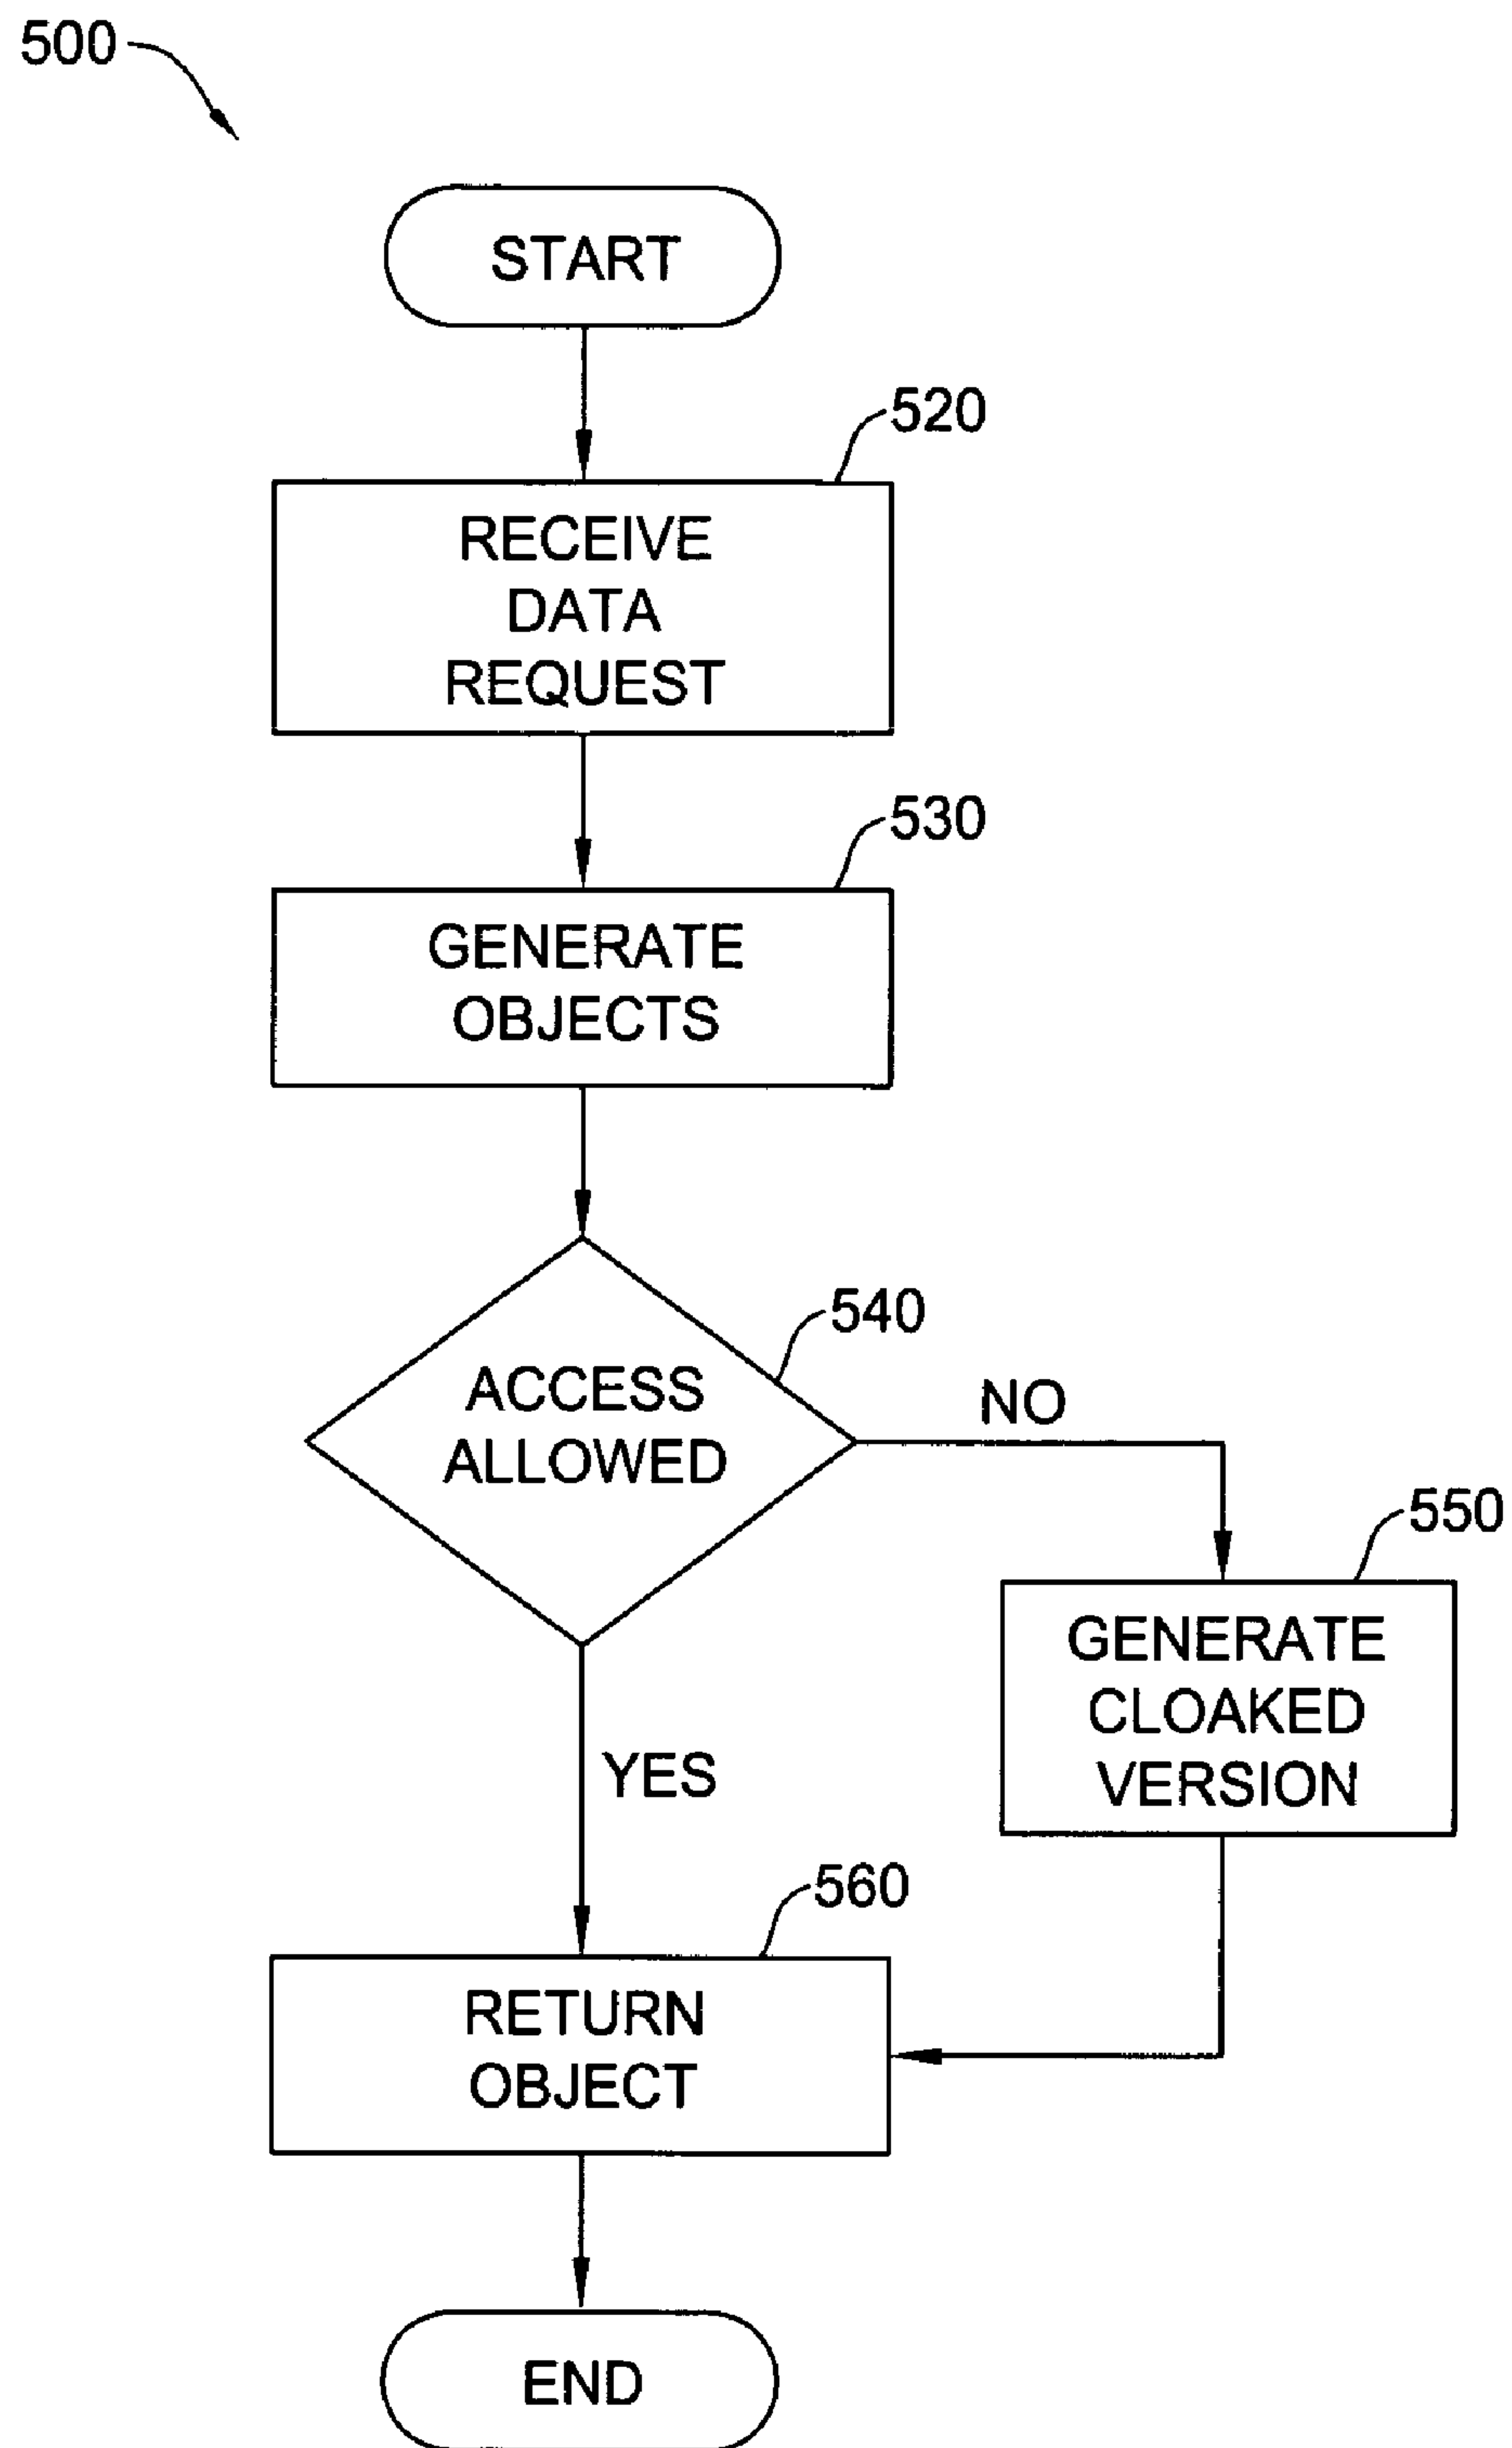 500
START
520
RECEIVE
DATA
REQUEST
530
GENERATE
OBJECTS
540
ACCESS
ALLOWED
NO
550
GENERATE
CLOAKED
VERSION
YES
560
RETURN
OBJECT
END